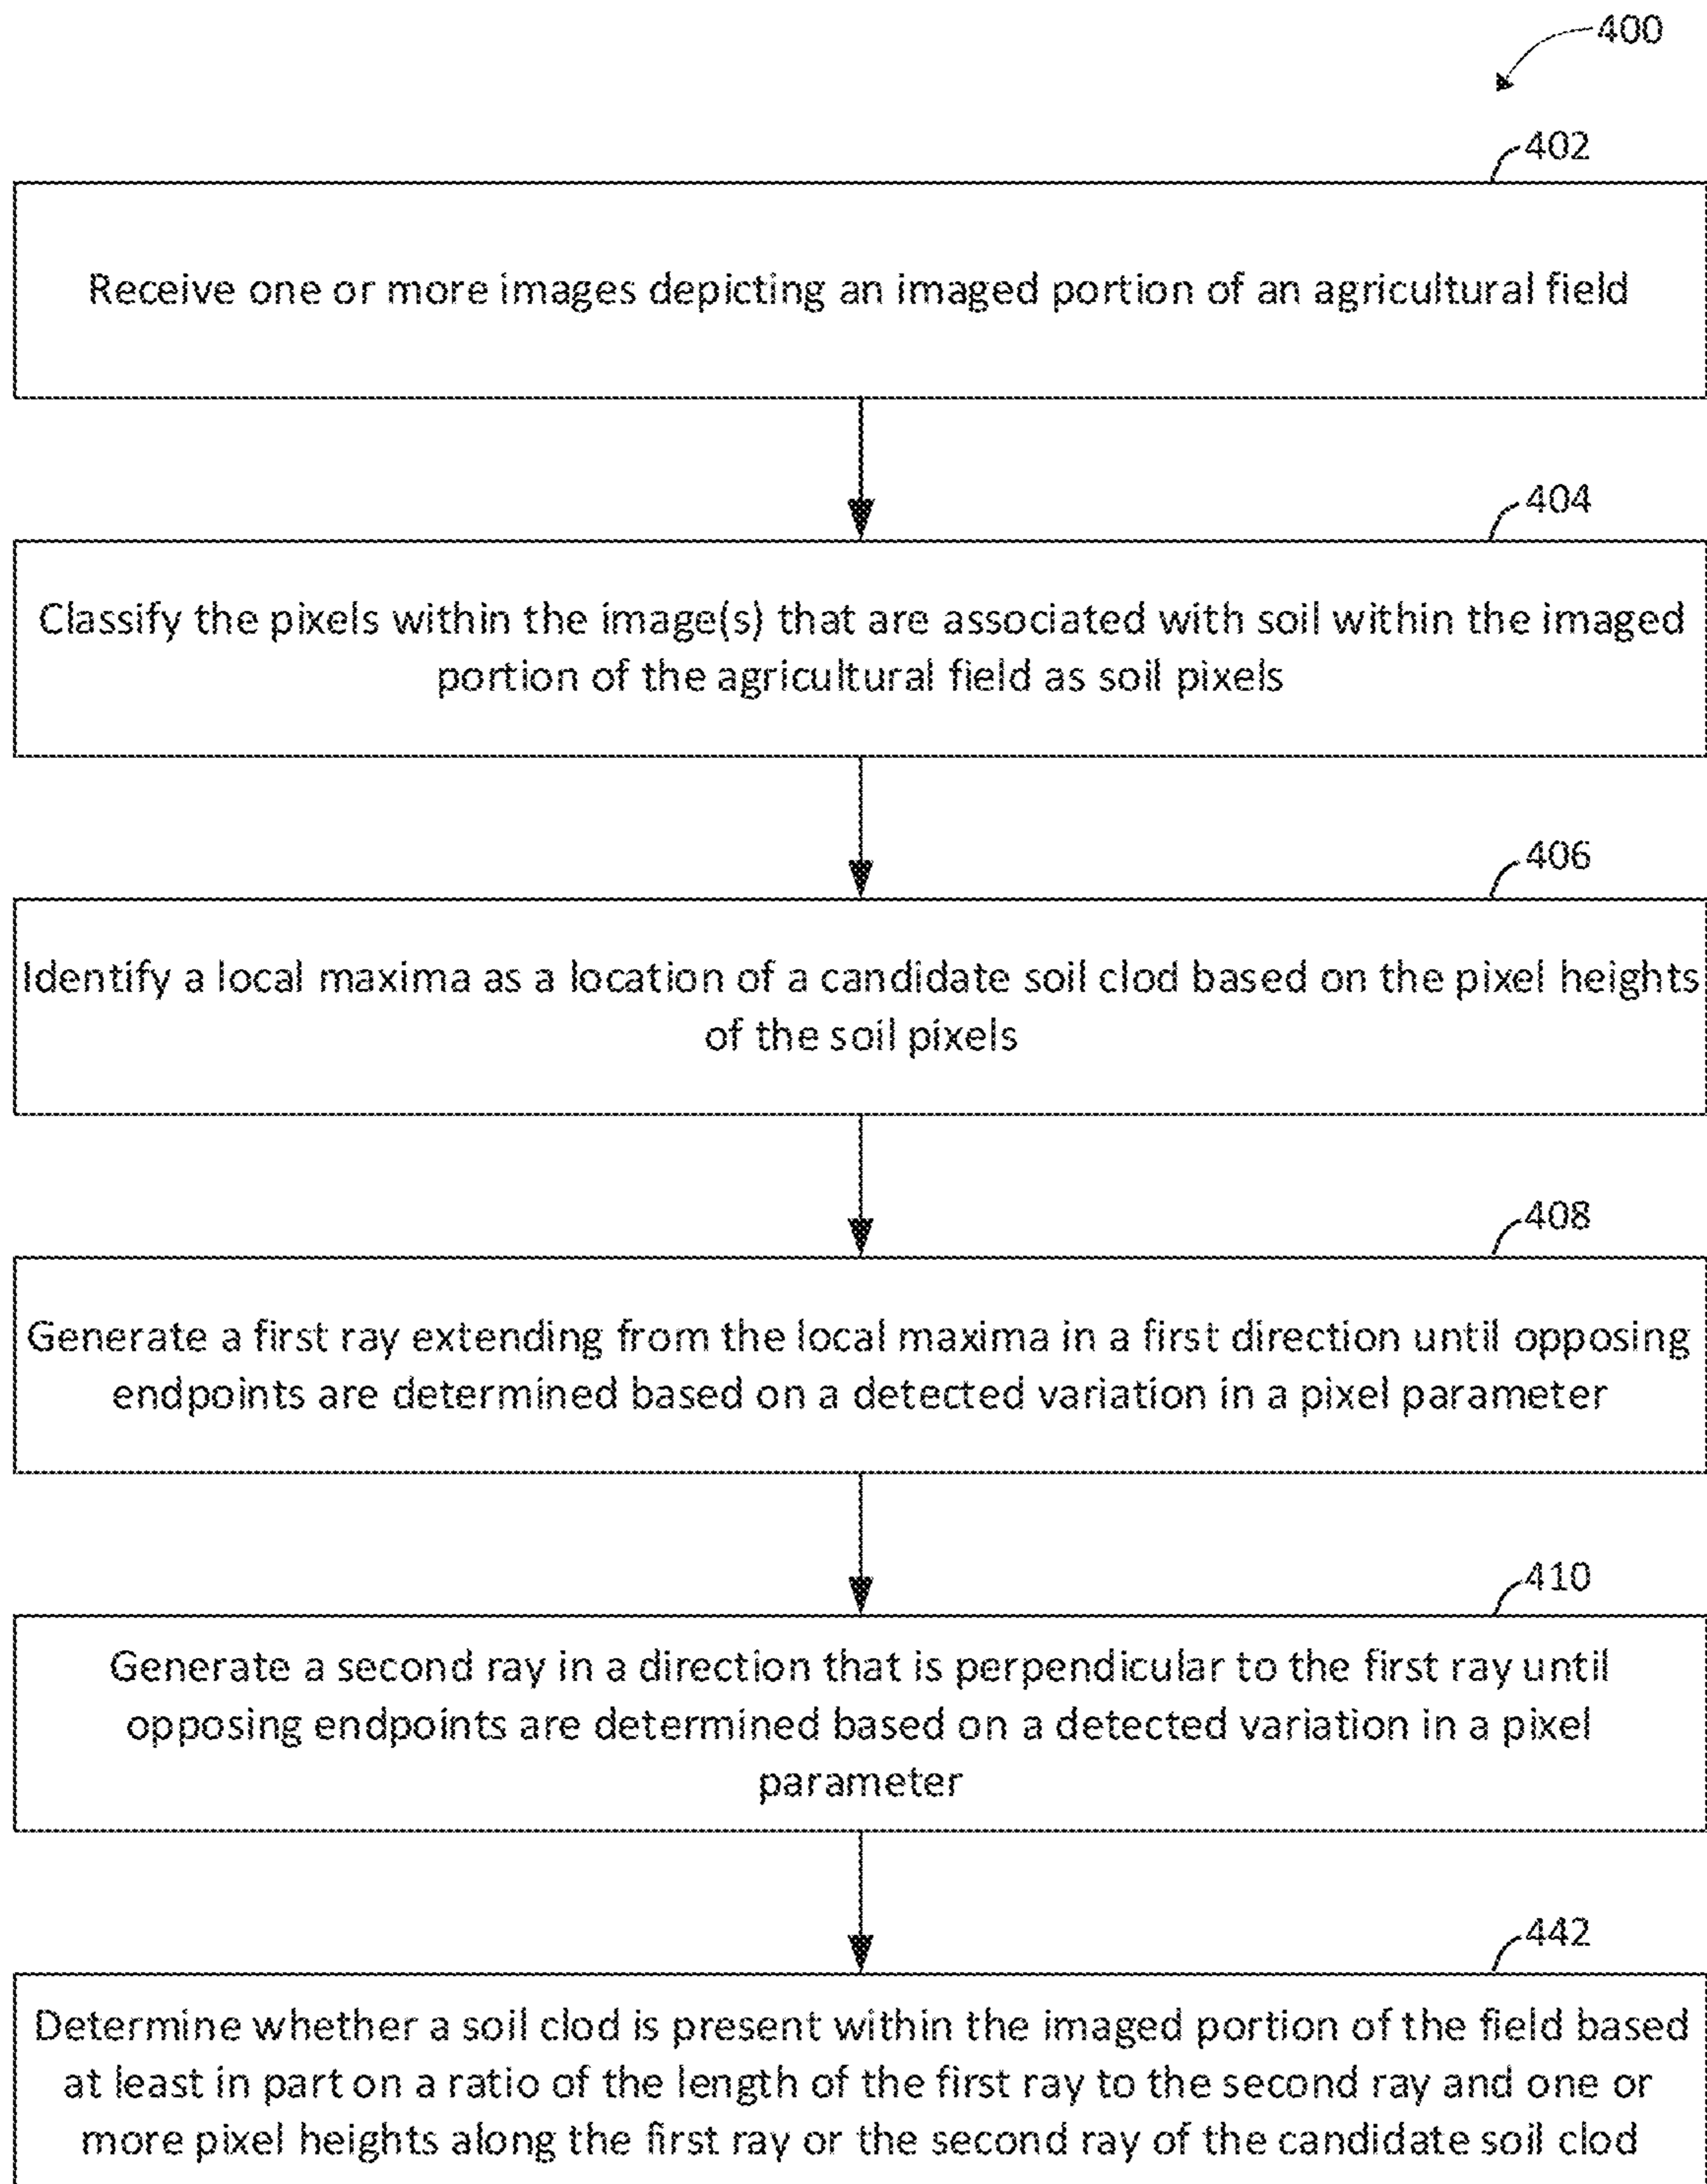 400
402
Receive one or more images depicting an imaged portion of an agricultural field
404
Classify the pixels within the image(s) that are associated with soil within the imaged
portion of the agricultural field as soil pixels
406
Identify a local maxima as a location of a candidate soil clod based on the pixel heights
of the soil pixels
408
Generate a first ray extending from the local maxima in a first direction until opposing
endpoints are determined based on a detected variation in a pixel parameter
410
Generate a second ray in a direction that is perpendicular to the first ray until
opposing endpoints are determined based on a detected variation in a pixel
parameter
442
Determine whether a soil clod is present within the imaged portion of the field based
at least in part on a ratio of the length of the first ray to the second ray and one or
more pixel heights along the first ray or the second ray of the candidate soil clod